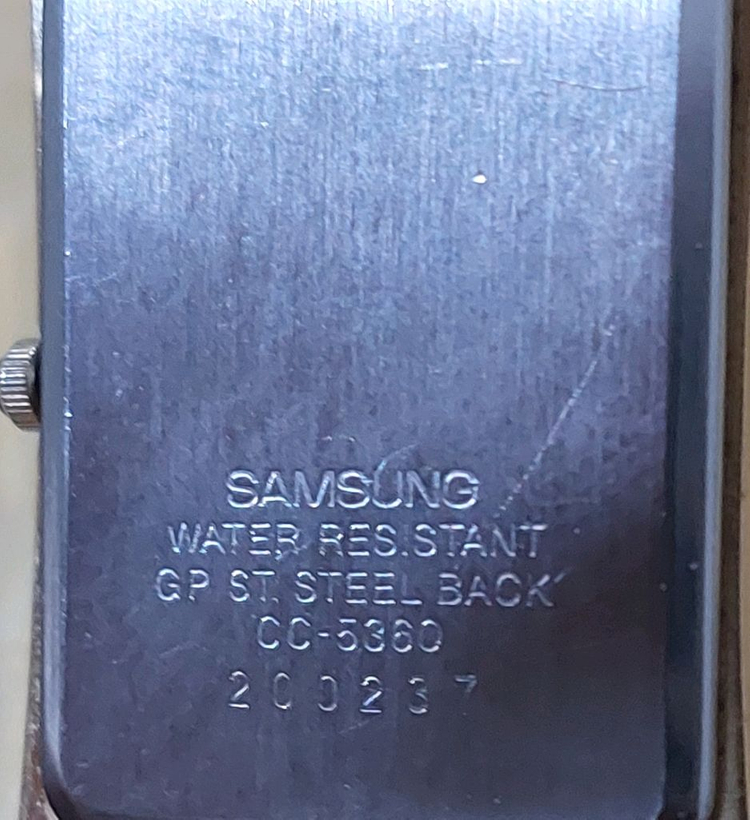 SAMSUNG
WATER RESISTANT
GP ST. STEEL BACK
CC-5360
200237